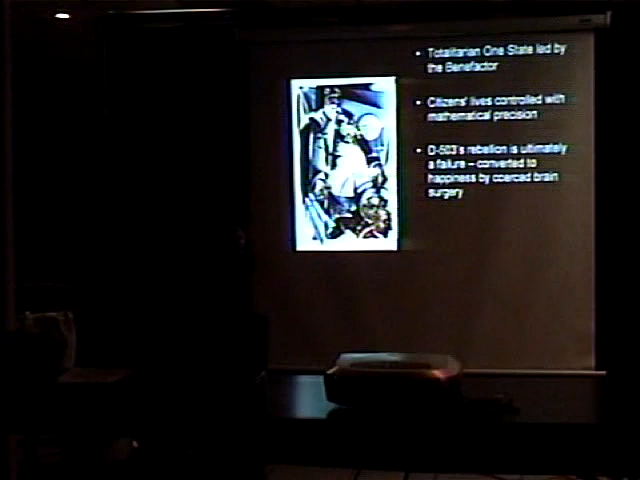 • Totalitarian One State led by
the Benefactor
• Citizens' lives controlled with
mathematical precision
• D-503's rebellion is ultimately
a failure – converted to
happiness by coerced brain
surgery